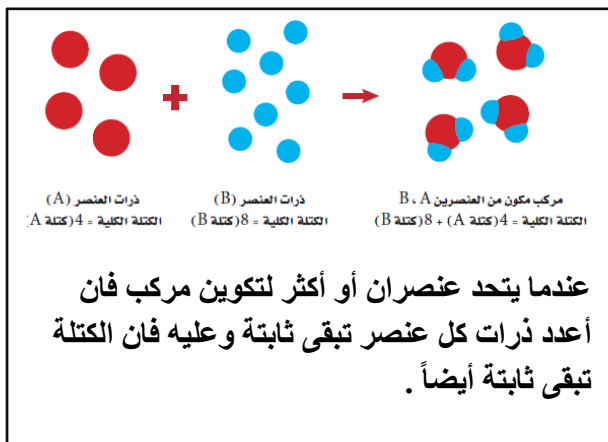 ذرات العنصر (A)
الكتلة الكلية = 4(كتلة A)
ذرات العنصر (B)
الكتلة الكلية = 8(كتلة B)
مركب مكون من العنصرين B ، A
الكتلة الكلية = 4(كتلة A) + 8(كتلة B)
عندما يتحد عنصران أو أكثر لتكوين مركب فان
أعدد ذرات كل عنصر تبقى ثابتة وعليه فان الكتلة
تبقى ثابتة أيضاً .